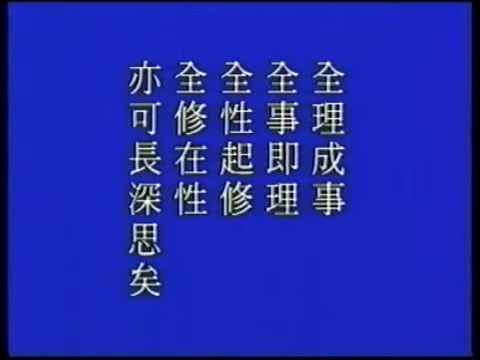 全理成事
全事即理
全性起修
全修在性
亦可長深思矣